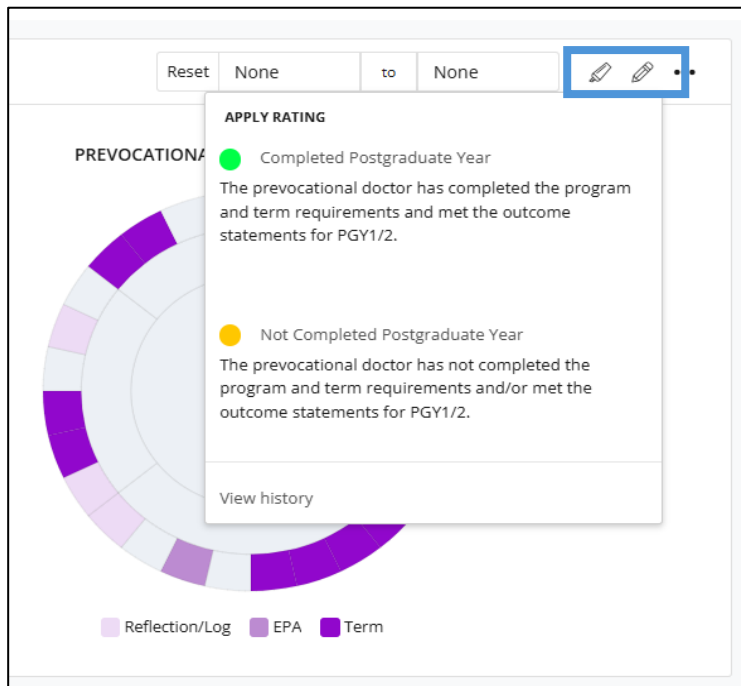 Reset None to None
APPLY RATING
PREVOCATIONA
Completed Postgraduate Year
The prevocational doctor has completed the program
and term requirements and met the outcome
statements for PGY1/2.
Not Completed Postgraduate Year
The prevocational doctor has not completed the
program and term requirements and/or met the
outcome statements for PGY1/2.
View history
Reflection/Log EPA Term